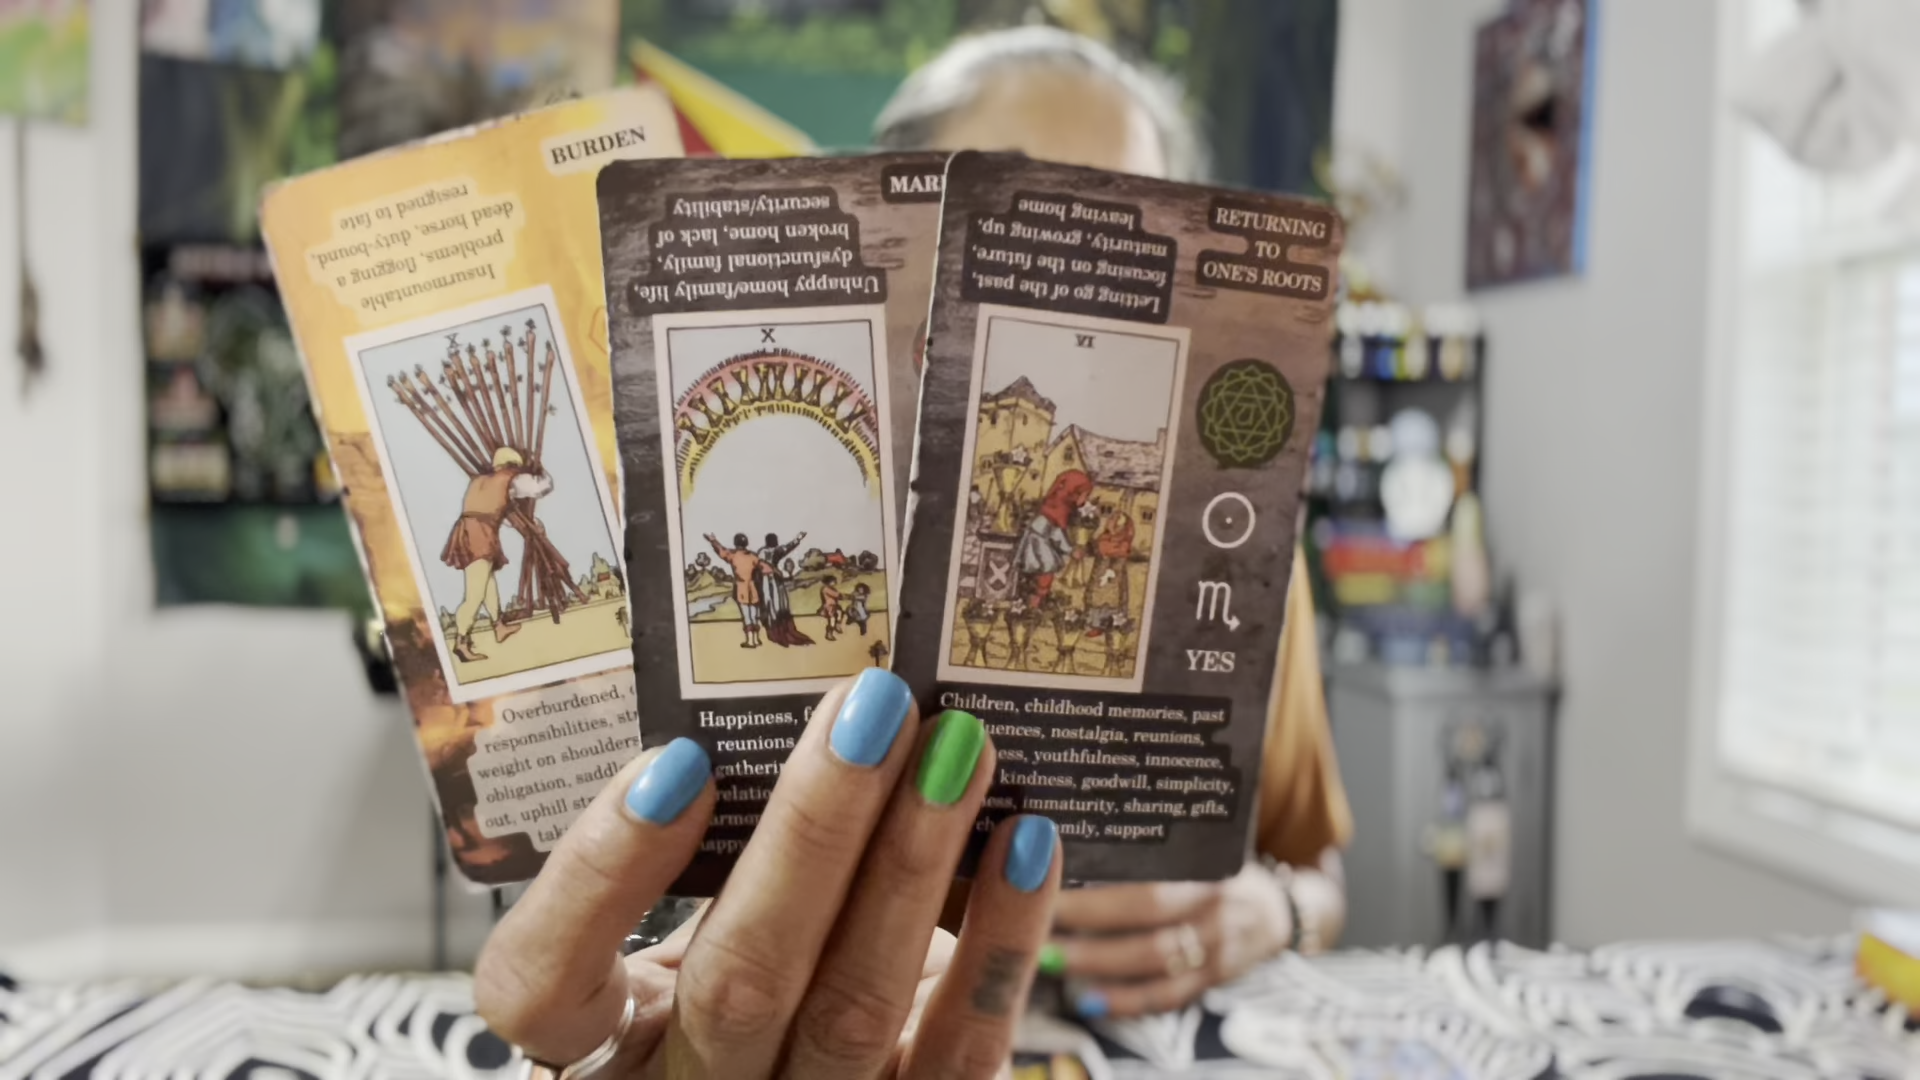 BURDEN
Insurmountable
problems, flogging a
dead horse, duty-bound,
resigned to fate
X
Overburdened,
responsibilities,
weight on shoulders
obligation,
out, uphill
MAR
Unhappy home/family life,
dysfunctional family,
broken home, lack of
security/stability
X
Happiness,
reunions
RETURNING
TO
ONE'S ROOTS
Letting go of the past,
focusing on the future,
maturity, growing up,
leaving home
VI
YES
Children, childhood memories, past
nostalgia, reunions,
youthfulness, innocence,
kindness, goodwill, simplicity,
immaturity, sharing, gifts,
support